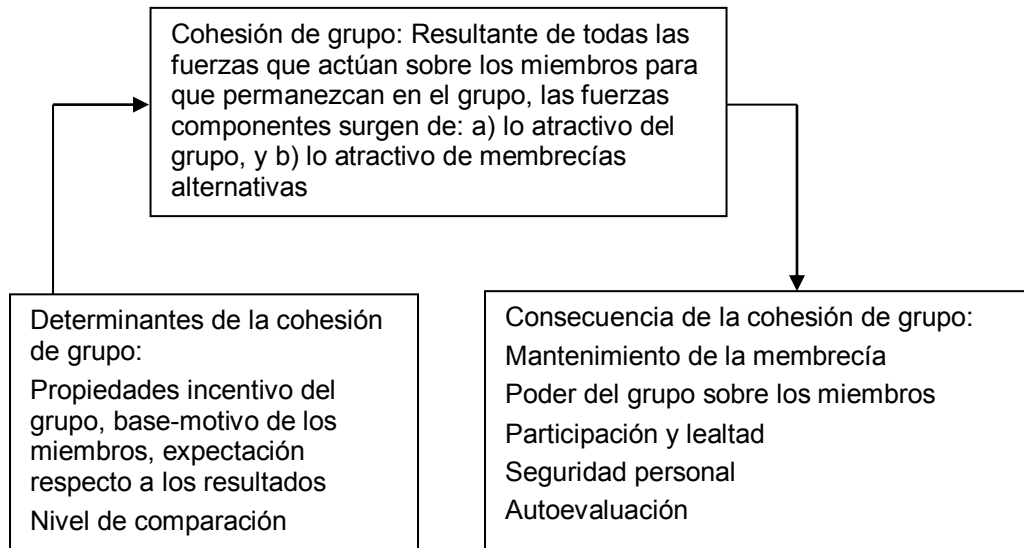 Cohesión de grupo: Resultante de todas las
fuerzas que actúan sobre los miembros para
que permanezcan en el grupo, las fuerzas
componentes surgen de: a) lo atractivo del
grupo, y b) lo atractivo de membrecías
alternativas
Determinantes de la cohesión
de grupo:
Propiedades incentivo del
grupo, base-motivo de los
miembros, expectación
respecto a los resultados
Nivel de comparación
Consecuencia de la cohesión de grupo:
Mantenimiento de la membrecía
Poder del grupo sobre los miembros
Participación y lealtad
Seguridad personal
Autoevaluación